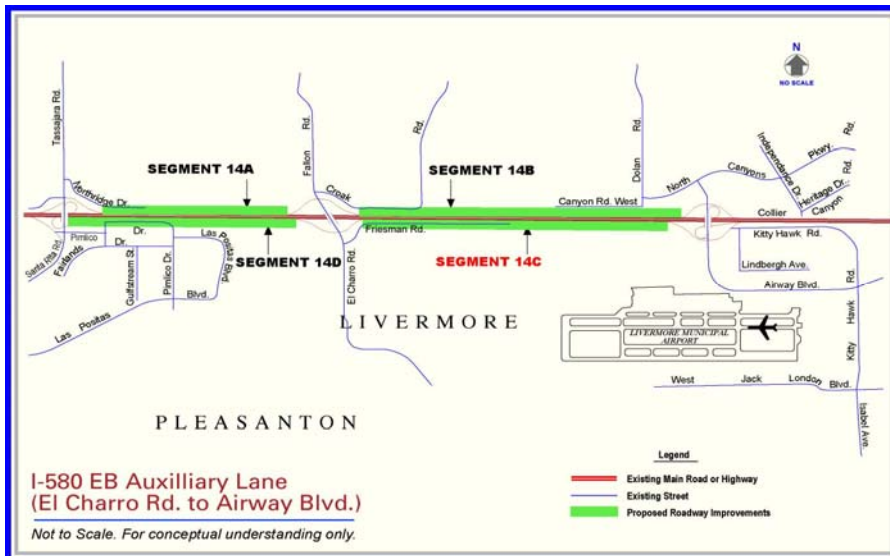 N
NO SCALE
Tassajara Rd.
Northridge Dr.
SEGMENT 14A
Fallon Rd.
Croak Rd.
SEGMENT 14B
Dolan Rd.
Canyon Rd. West
North Canyons Pkwy.
Independence Dr.
Heritage Dr.
Rd.
Collier Canyon
Santa Rita Rd.
Fairlands Dr.
Pimlico Dr.
Gulfstream St.
Pimlico Dr.
Las Positas Blvd
Las Positas Blvd.
SEGMENT 14D
El Charro Rd.
Friesman Rd.
SEGMENT 14C
Kitty Hawk Rd.
Lindbergh Ave.
Airway Blvd.
Kitty Hawk Rd.
LIVERMORE
LIVERMORE MUNICIPAL
AIRPORT
West Jack London Blvd.
Isabel Ave.
PLEASANTON
I-580 EB Auxilliary Lane
(El Charro Rd. to Airway Blvd.)
Not to Scale. For conceptual understanding only.
Legend
Existing Main Road or Highway
Existing Street
Proposed Roadway Improvements